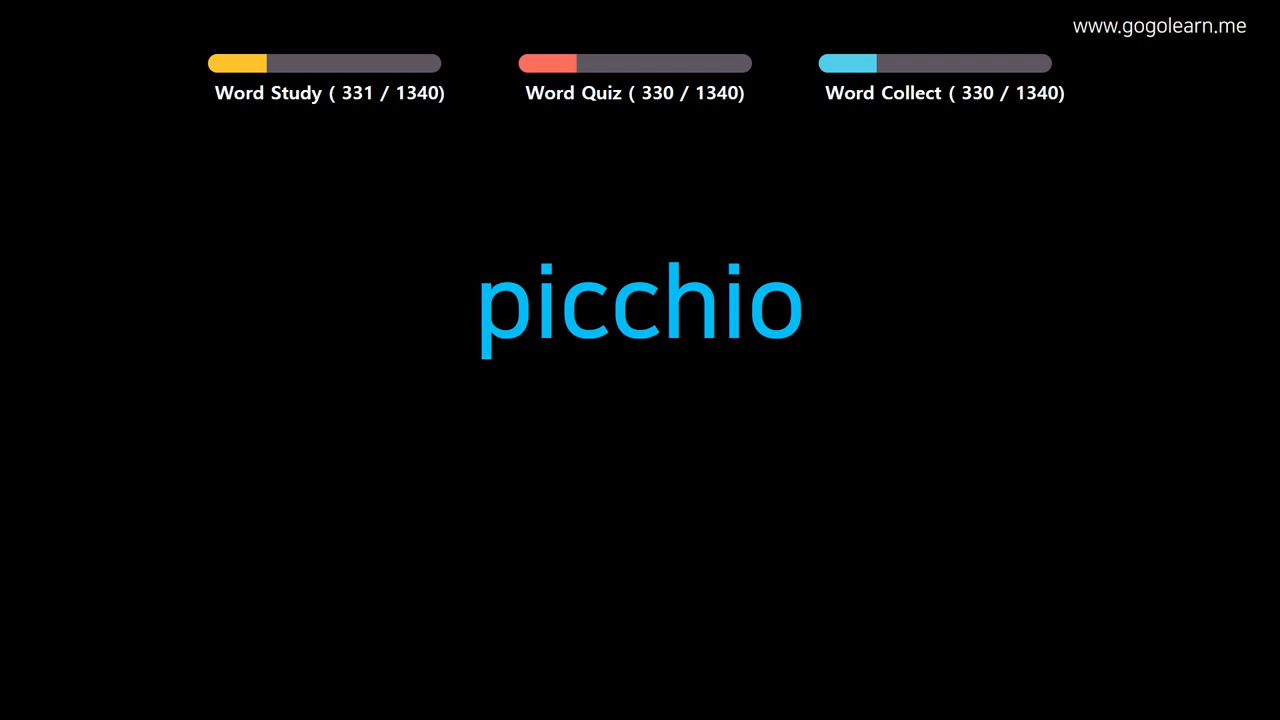 www.gogolearn.me
Word Study ( 331 / 1340)
Word Quiz ( 330 / 1340)
Word Collect ( 330 / 1340)
picchio